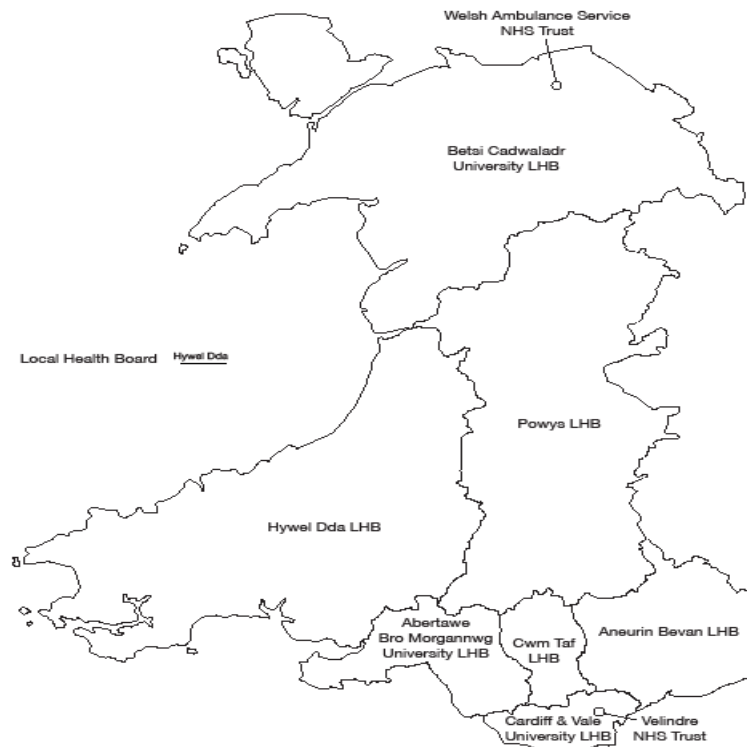 Welsh Ambulance Service
NHS Trust
Betsi Cadwaladr
University LHB
Local Health Board
Hywel Dda
Powys LHB
Hywel Dda LHB
Abertawe
Bro Morgannwg
University LHB
Cwm Taf
LHB
Aneurin Bevan LHB
Cardiff & Vale
University LHB
Velindre
NHS Trust